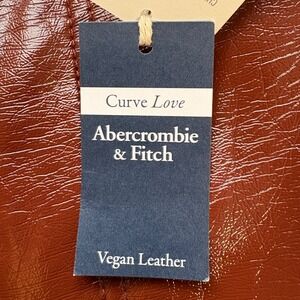 Curve Love
Abercrombie
& Fitch
Vegan Leather